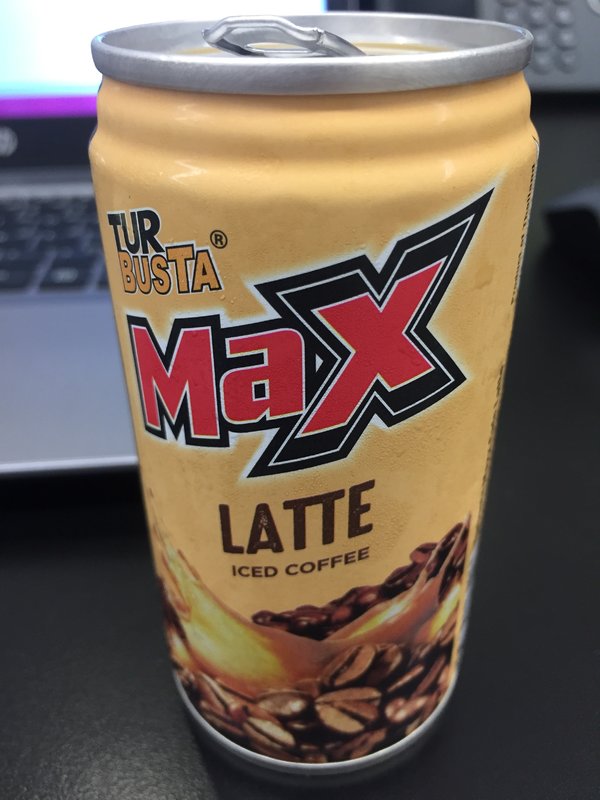 TUR
BUSTA®
MaX
LATTE
ICED COFFEE